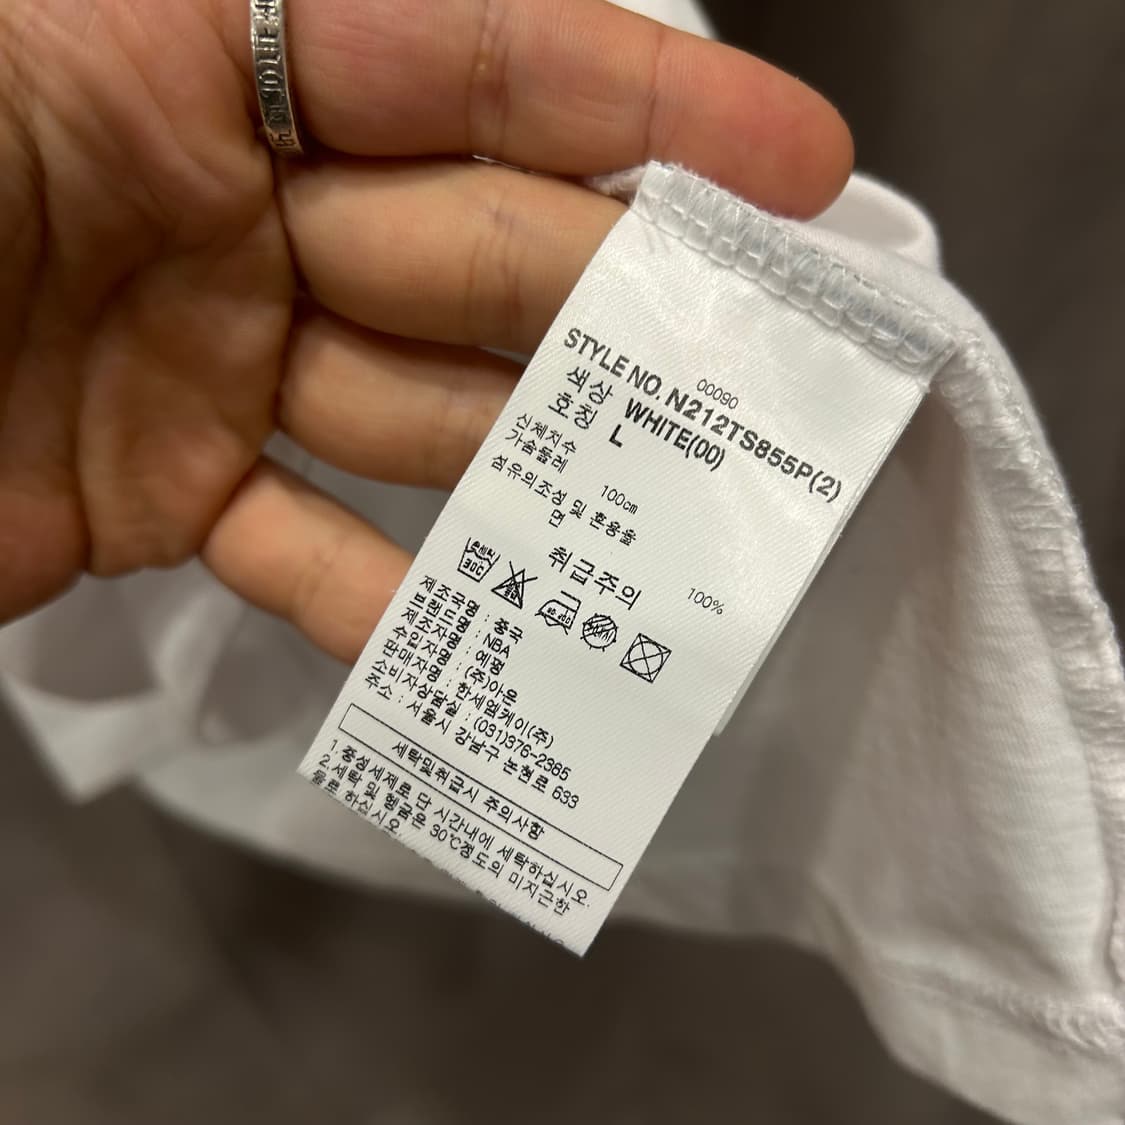 00090
STYLE NO. N212TS855P(2)
색상 WHITE(00)
호칭 L
신체치수
가슴둘레 100cm
섬유의조성 및 혼용율
면 100%
취급주의
손세탁
30℃
제조국명 : 중국
브랜드명 : NBA
제조자명 : 예평
수입자명 : (주)아온
판매자명 : 한세엠케이(주)
소비자상담실 : (031)376-2365
주소 : 서울시 강남구 논현로 633
세탁및취급시 주의사항
1. 중성세제로 단 시간내에 세탁하십시오.
2. 세탁 및 헹굼은 30℃정도의 미지근한
물로 하십시오.